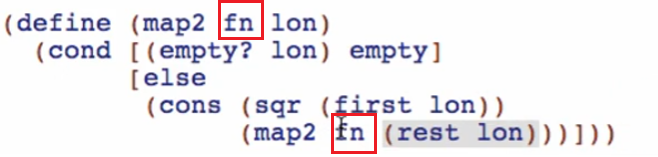 (define (map2 fn lon)
(cond [(empty? lon) empty]
[else
(cons (sqr (first lon))
(map2 fn (rest lon)))]))